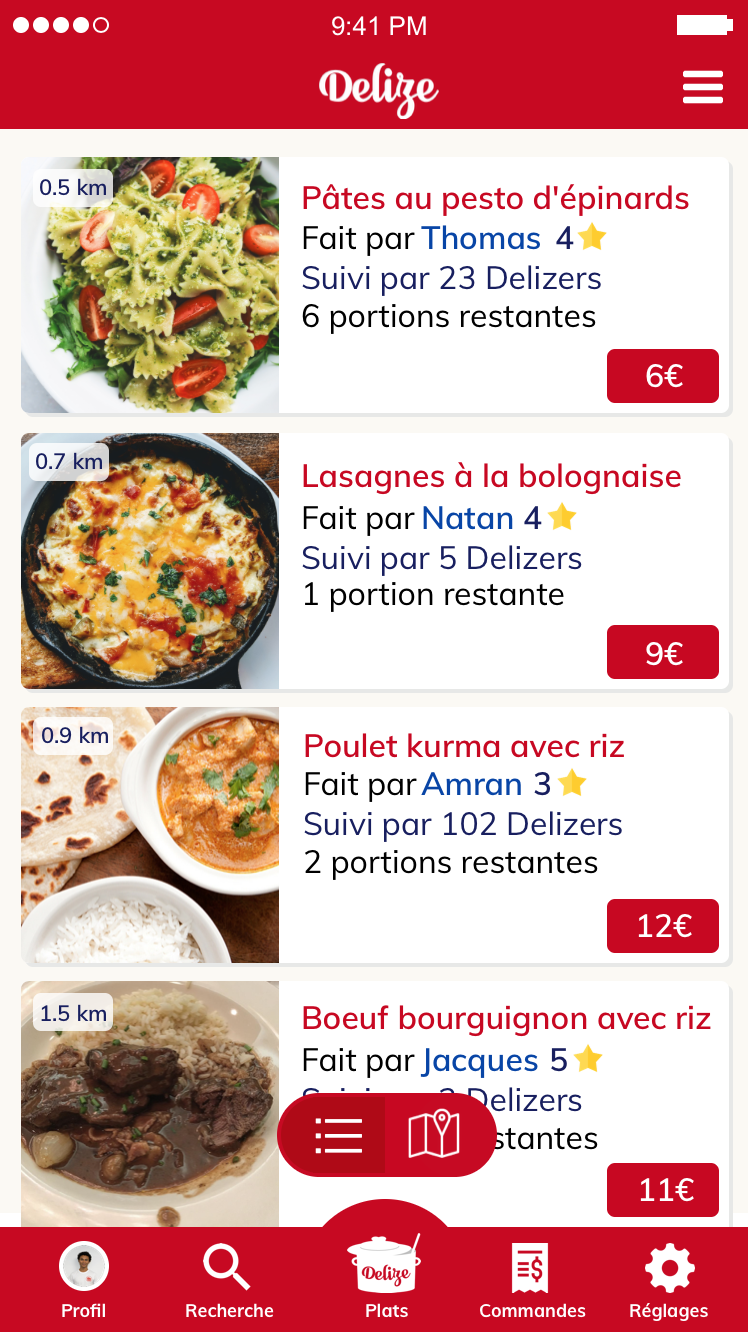 9:41 PM
Delize
0.5 km
Pâtes au pesto d'épinards
Fait par Thomas 4
Suivi par 23 Delizers
6 portions restantes
6€
0.7 km
Lasagnes à la bolognaise
Fait par Natan 4
Suivi par 5 Delizers
1 portion restante
9€
0.9 km
Poulet kurma avec riz
Fait par Amran 3
Suivi par 102 Delizers
2 portions restantes
12€
1.5 km
Boeuf bourguignon avec riz
Fait par Jacques 5
Delizers
11€
Delize
Profil
Recherche
Plats
Commandes
Réglages